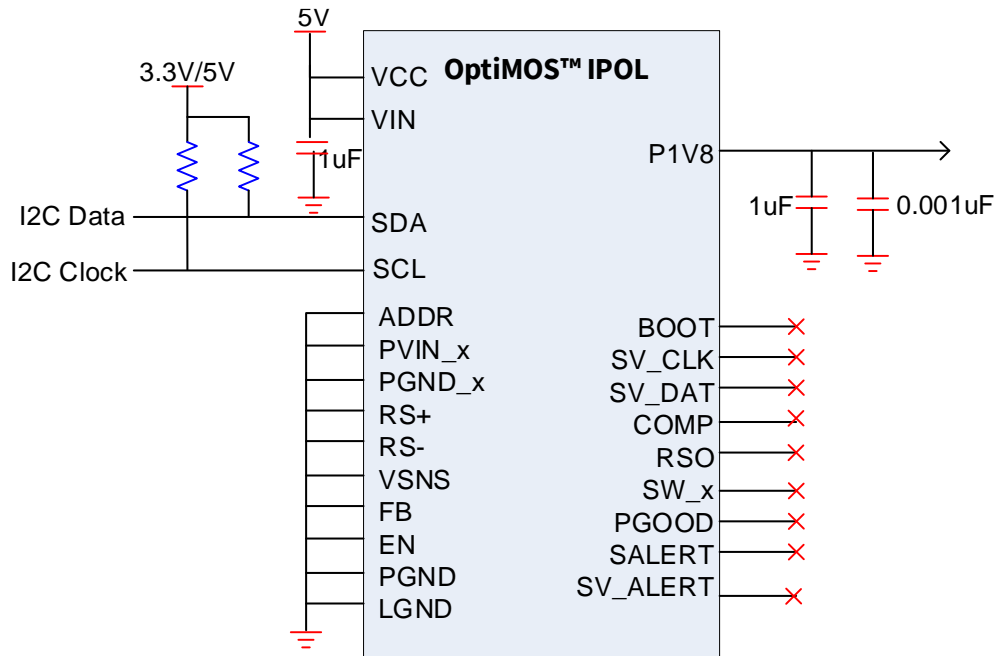 5V
OptiMOS™ IPOL
3.3V/5V
VCC
VIN
1uF
P1V8
I2C Data
SDA
1uF
0.001uF
I2C Clock
SCL
ADDR
BOOT
PVIN_x
SV_CLK
PGND_x
SV_DAT
RS+
COMP
RS-
RSO
VSNS
SW_x
FB
PGOOD
EN
SALERT
PGND
SV_ALERT
LGND